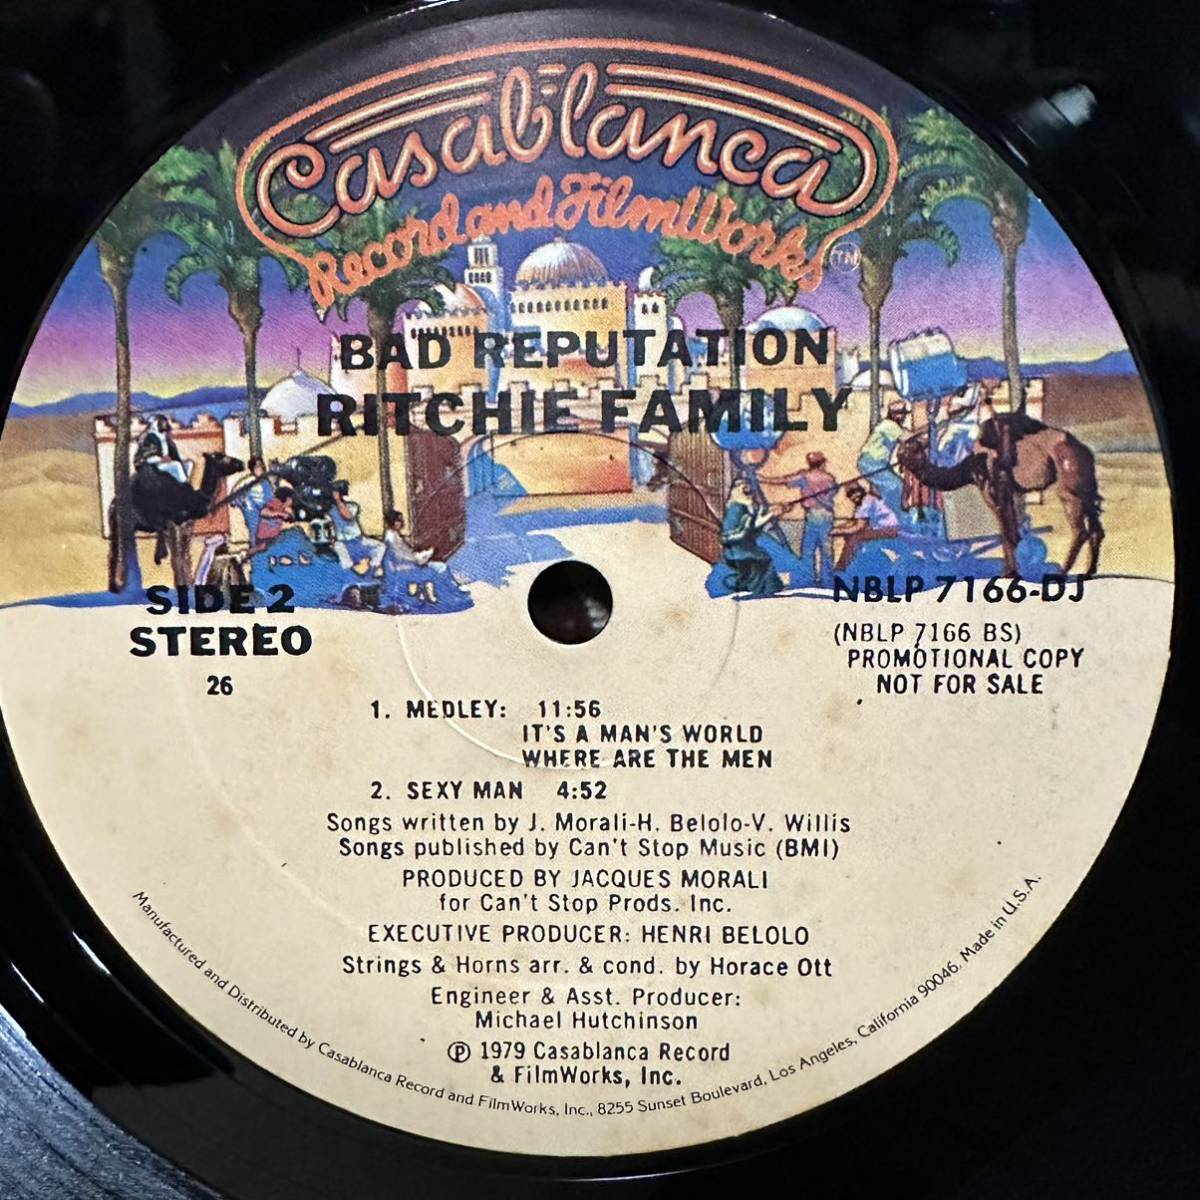 Casablanca
Record and FilmWorks
TM
BAD REPUTATION
RITCHIE FAMILY
SIDE 2
STEREO
26
NBLP 7166-DJ
(NBLP 7166 BS)
PROMOTIONAL COPY
NOT FOR SALE
1. MEDLEY: 11:56
IT'S A MAN'S WORLD
WHERE ARE THE MEN
2. SEXY MAN 4:52
Songs written by J. Morali-H. Belolo-V. Willis
Songs published by Can't Stop Music (BMI)
PRODUCED BY JACQUES MORALI
for Can't Stop Prods. Inc.
EXECUTIVE PRODUCER: HENRI BELOLO
Strings & Horns arr. & cond. by Horace Ott
Engineer & Asst. Producer:
Michael Hutchinson
℗ 1979 Casablanca Record
& FilmWorks, Inc.
Manufactured and Distributed by Casablanca Record and FilmWorks, Inc., 8255 Sunset Boulevard, Los Angeles, California 90046, Made in U.S.A.